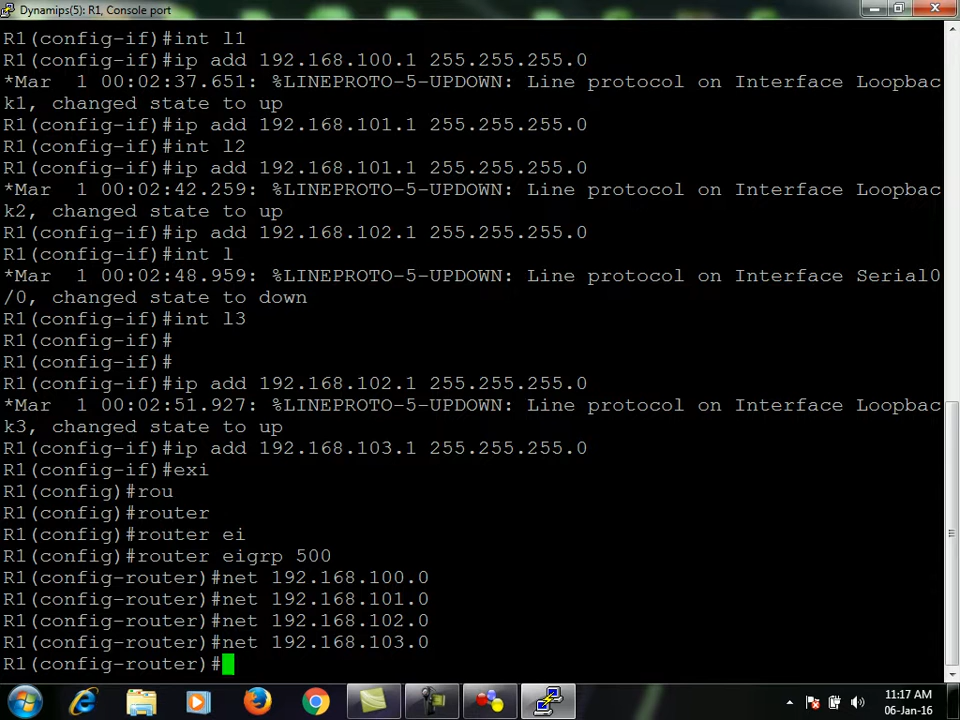 Dynamips(5): R1, Console port
R1(config-if)#int l1
R1(config-if)#ip add 192.168.100.1 255.255.255.0
*Mar  1 00:02:37.651: %LINEPROTO-5-UPDOWN: Line protocol on Interface Loopbac
k1, changed state to up
R1(config-if)#ip add 192.168.101.1 255.255.255.0
R1(config-if)#int l2
R1(config-if)#ip add 192.168.101.1 255.255.255.0
*Mar  1 00:02:42.259: %LINEPROTO-5-UPDOWN: Line protocol on Interface Loopbac
k2, changed state to up
R1(config-if)#ip add 192.168.102.1 255.255.255.0
R1(config-if)#int l
*Mar  1 00:02:48.959: %LINEPROTO-5-UPDOWN: Line protocol on Interface Serial0
/0, changed state to down
R1(config-if)#int l3
R1(config-if)#
R1(config-if)#
R1(config-if)#ip add 192.168.102.1 255.255.255.0
*Mar  1 00:02:51.927: %LINEPROTO-5-UPDOWN: Line protocol on Interface Loopbac
k3, changed state to up
R1(config-if)#ip add 192.168.103.1 255.255.255.0
R1(config-if)#exi
R1(config)#rou
R1(config)#router
R1(config)#router ei
R1(config)#router eigrp 500
R1(config-router)#net 192.168.100.0
R1(config-router)#net 192.168.101.0
R1(config-router)#net 192.168.102.0
R1(config-router)#net 192.168.103.0
R1(config-router)#
11:17 AM
06-Jan-16